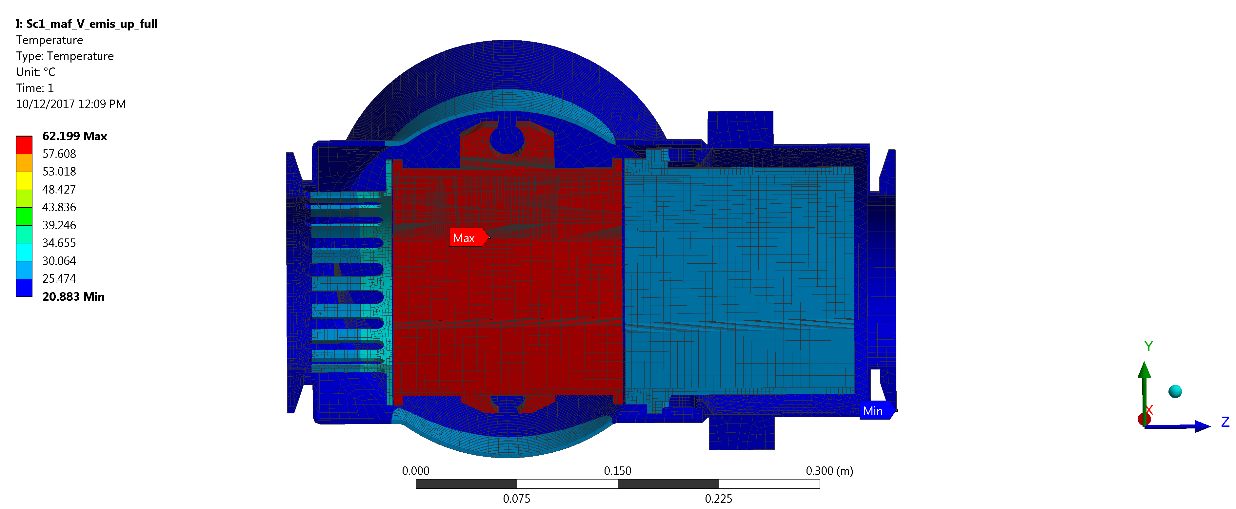 I: Sc1_maf_V_emis_up_full
Temperature
Type: Temperature
Unit: °C
Time: 1
10/12/2017 12:09 PM
62.199 Max
57.608
53.018
48.427
43.836
39.246
34.655
30.064
25.474
20.883 Min
Max
Min
Y
X
Z
0.000 0.150 0.300 (m)
0.075 0.225